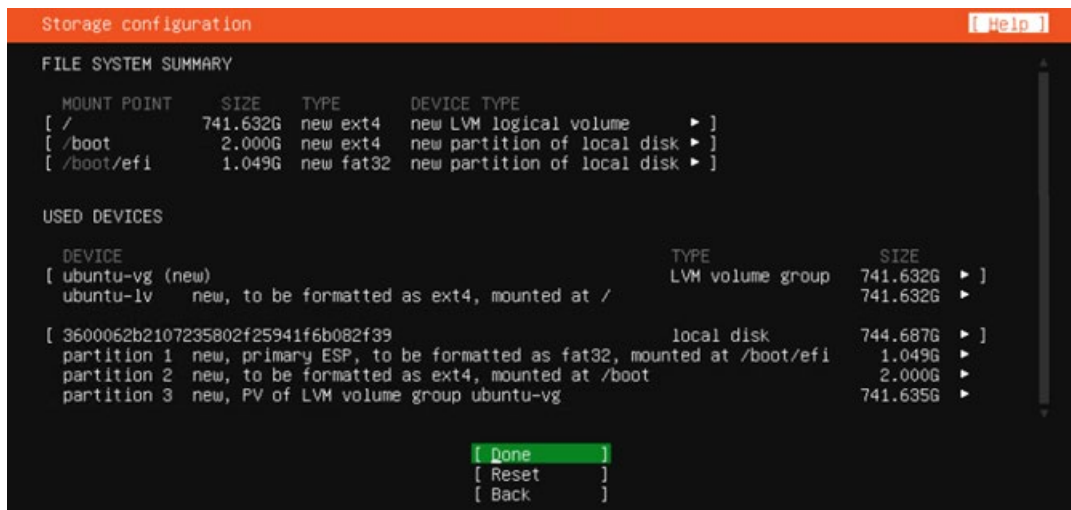 Storage configuration [ Help ]
FILE SYSTEM SUMMARY
MOUNT POINT SIZE TYPE DEVICE TYPE
[ / 741.632G new ext4 new LVM logical volume ▸ ]
[ /boot 2.000G new ext4 new partition of local disk ▸ ]
[ /boot/efi 1.049G new fat32 new partition of local disk ▸ ]
USED DEVICES
DEVICE TYPE SIZE
[ ubuntu-vg (new) LVM volume group 741.632G ▸ ]
ubuntu-lv new, to be formatted as ext4, mounted at / 741.632G ▸
[ 3600062b2107235802f25941f6b082f39 local disk 744.687G ▸ ]
partition 1 new, primary ESP, to be formatted as fat32, mounted at /boot/efi 1.049G ▸
partition 2 new, to be formatted as ext4, mounted at /boot 2.000G ▸
partition 3 new, PV of LVM volume group ubuntu-vg 741.635G ▸
[ Done ]
[ Reset ]
[ Back ]